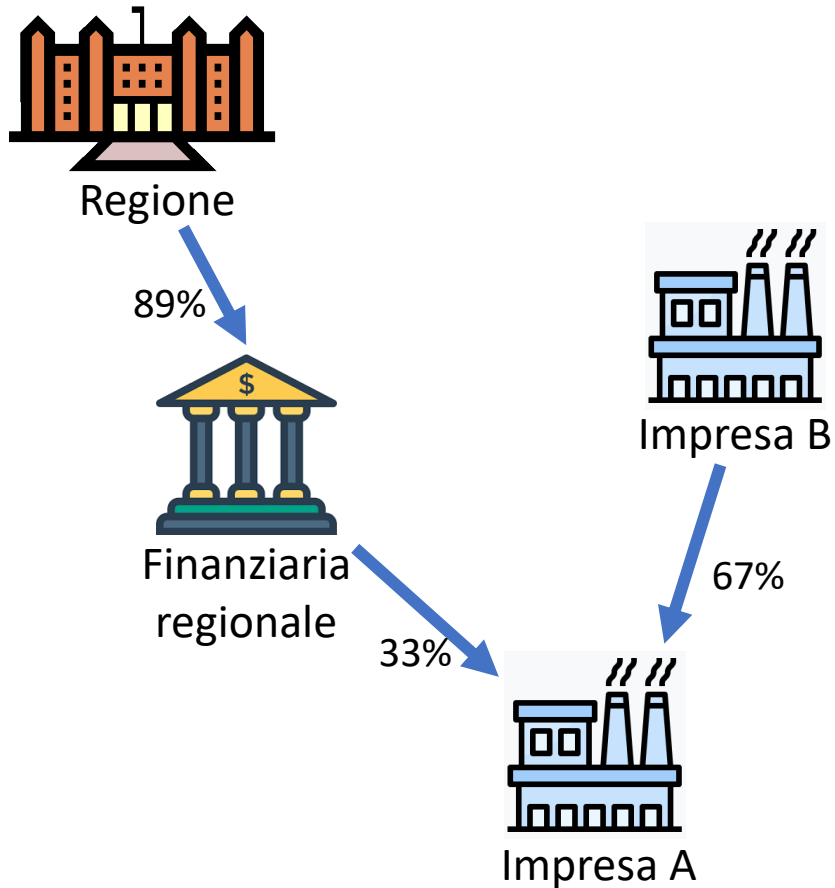 Regione
89%
$
Impresa B
Finanziaria
regionale
67%
33%
Impresa A